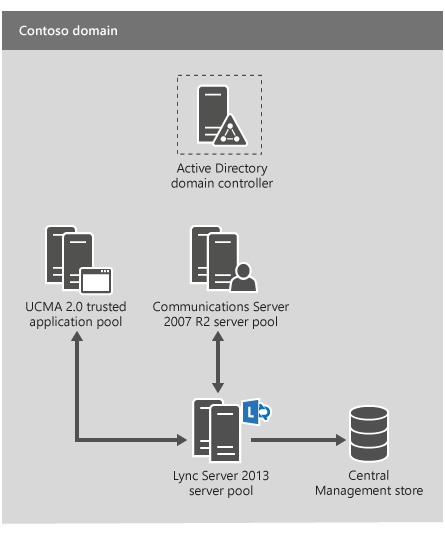 Contoso domain
Active Directory
domain controller
UCMA 2.0 trusted
application pool
Communications Server
2007 R2 server pool
L
Lync Server 2013
server pool
Central
Management store